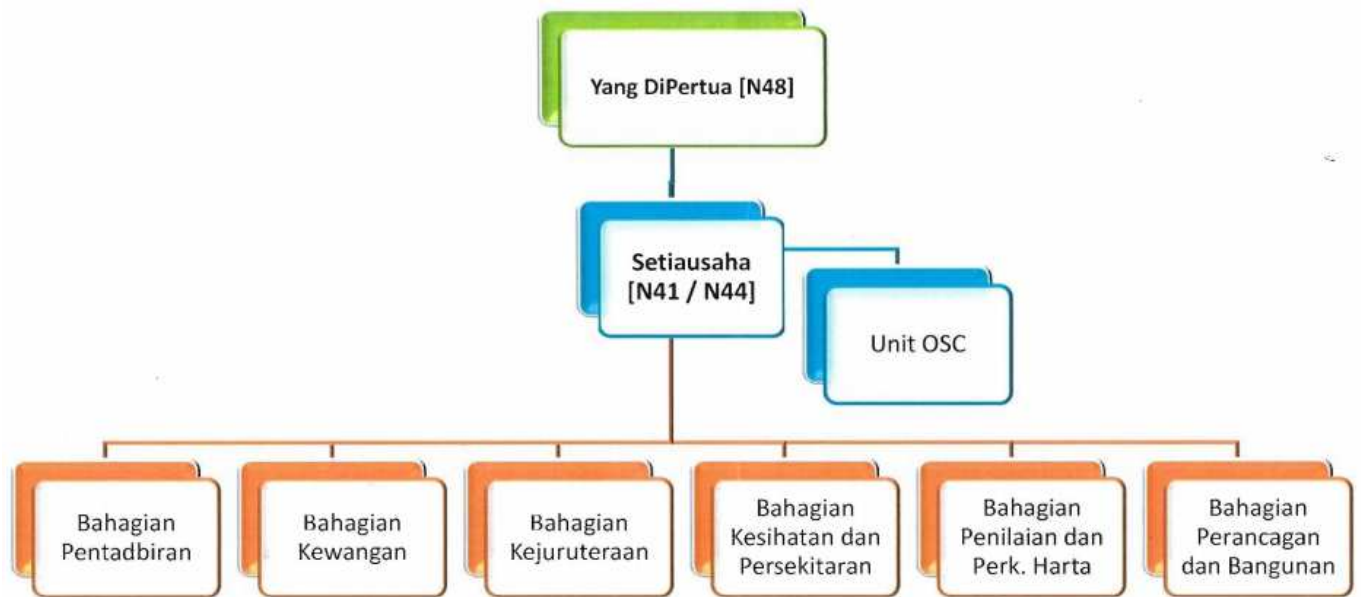 Yang DiPertua [N48]
Setiausaha
[N41 / N44]
Unit OSC
Bahagian
Pentadbiran
Bahagian
Kewangan
Bahagian
Kejuruteraan
Bahagian
Kesihatan dan
Persekitaran
Bahagian
Penilaian dan
Perk. Harta
Bahagian
Perancagan
dan Bangunan